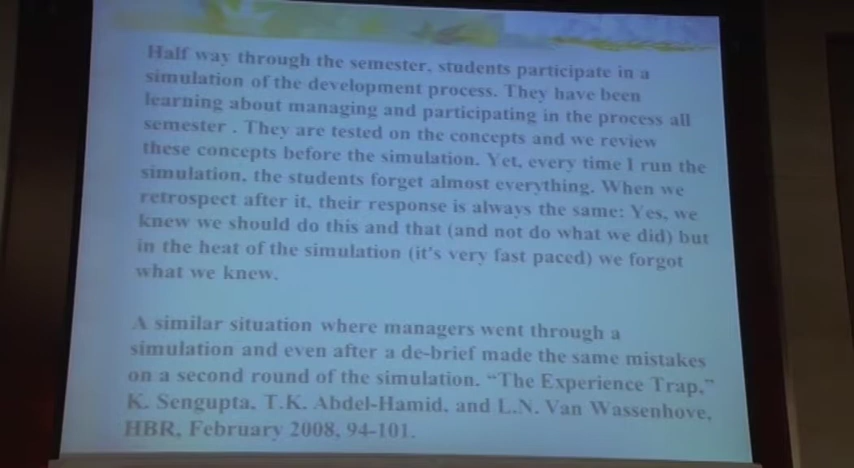 Half way through the semester, students participate in a
simulation of the development process. They have been
learning about managing and participating in the process all
semester . They are tested on the concepts and we review
these concepts before the simulation. Yet, every time I run the
simulation, the students forget almost everything. When we
retrospect after it, their response is always the same: Yes, we
knew we should do this and that (and not do what we did) but
in the heat of the simulation (it's very fast paced) we forgot
what we knew.
A similar situation where managers went through a
simulation and even after a de-brief made the same mistakes
on a second round of the simulation. “The Experience Trap,”
K. Sengupta, T.K. Abdel-Hamid, and L.N. Van Wassenhove,
HBR, February 2008, 94-101.